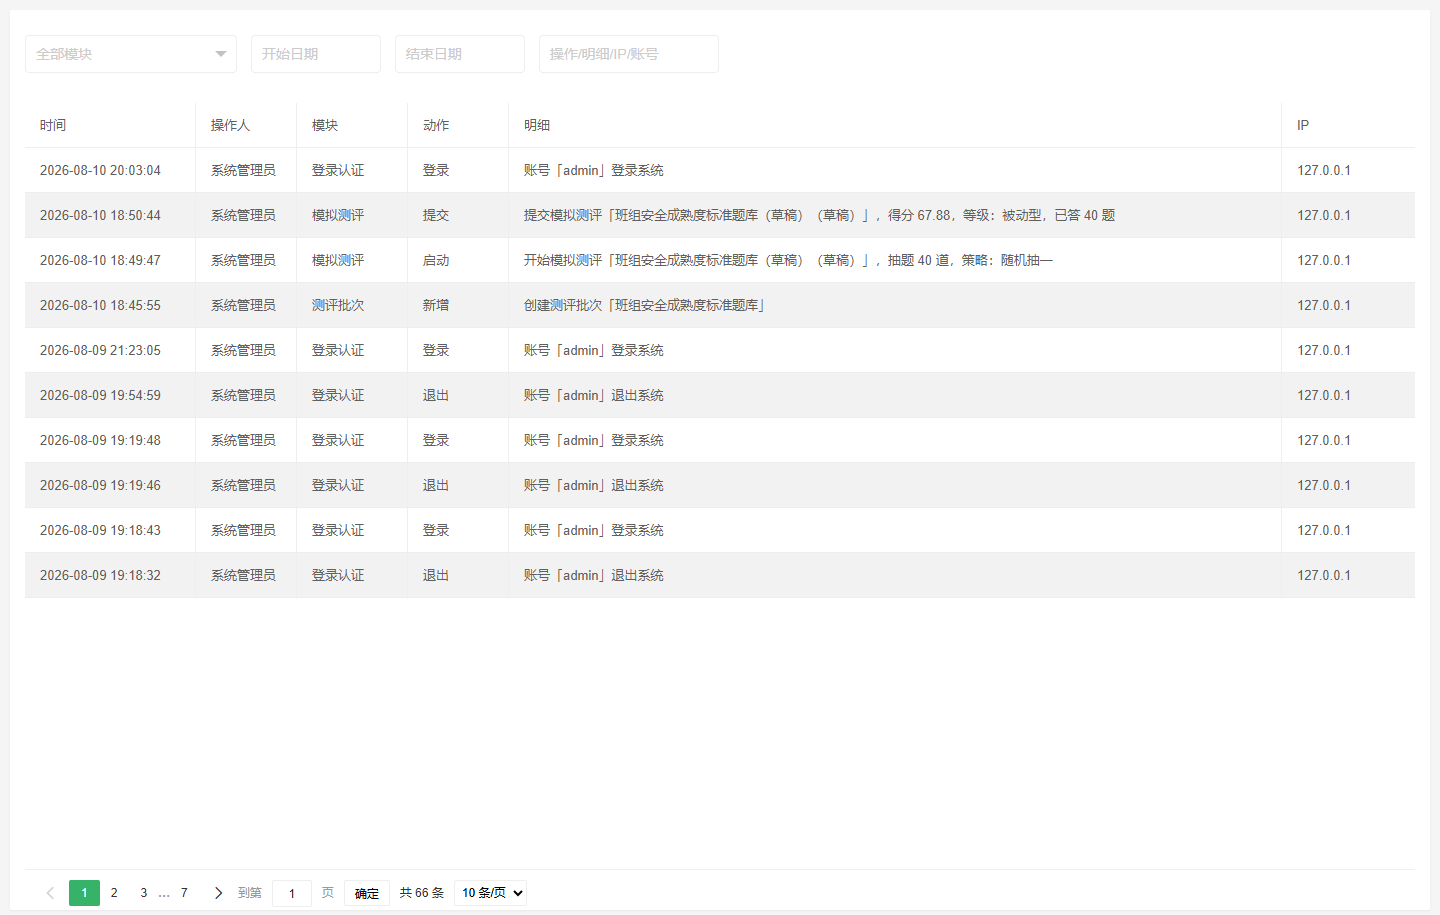 全部模块 开始日期 结束日期 操作/明细/IP/账号
时间 操作人 模块 动作 明细 IP
2026-08-10 20:03:04 系统管理员 登录认证 登录 账号「admin」登录系统 127.0.0.1
2026-08-10 18:50:44 系统管理员 模拟测评 提交 提交模拟测评「班组安全成熟度标准题库（草稿）（草稿）」，得分 67.88，等级：被动型，已答 40 题 127.0.0.1
2026-08-10 18:49:47 系统管理员 模拟测评 启动 开始模拟测评「班组安全成熟度标准题库（草稿）（草稿）」，抽题 40 道，策略：随机抽一 127.0.0.1
2026-08-10 18:45:55 系统管理员 测评批次 新增 创建测评批次「班组安全成熟度标准题库」 127.0.0.1
2026-08-09 21:23:05 系统管理员 登录认证 登录 账号「admin」登录系统 127.0.0.1
2026-08-09 19:54:59 系统管理员 登录认证 退出 账号「admin」退出系统 127.0.0.1
2026-08-09 19:19:48 系统管理员 登录认证 登录 账号「admin」登录系统 127.0.0.1
2026-08-09 19:19:46 系统管理员 登录认证 退出 账号「admin」退出系统 127.0.0.1
2026-08-09 19:18:43 系统管理员 登录认证 登录 账号「admin」登录系统 127.0.0.1
2026-08-09 19:18:32 系统管理员 登录认证 退出 账号「admin」退出系统 127.0.0.1
1 2 3 … 7 到第 1 页 确定 共 66 条 10 条/页